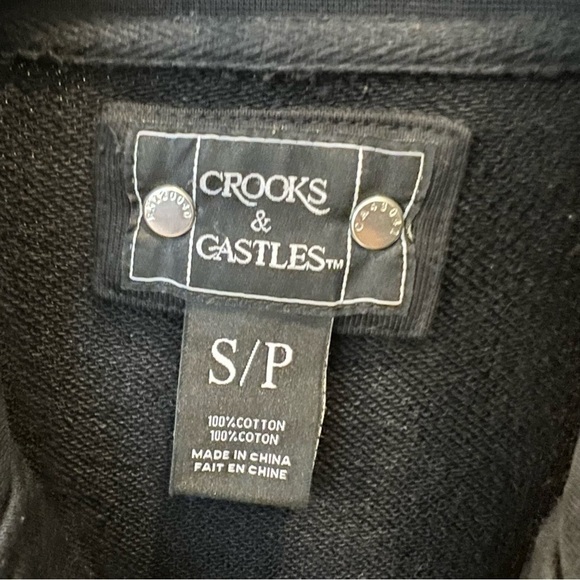 CROOKS
&
CASTLES™
S/P
100%COTTON
100%COTON
MADE IN CHINA
FAIT EN CHINE